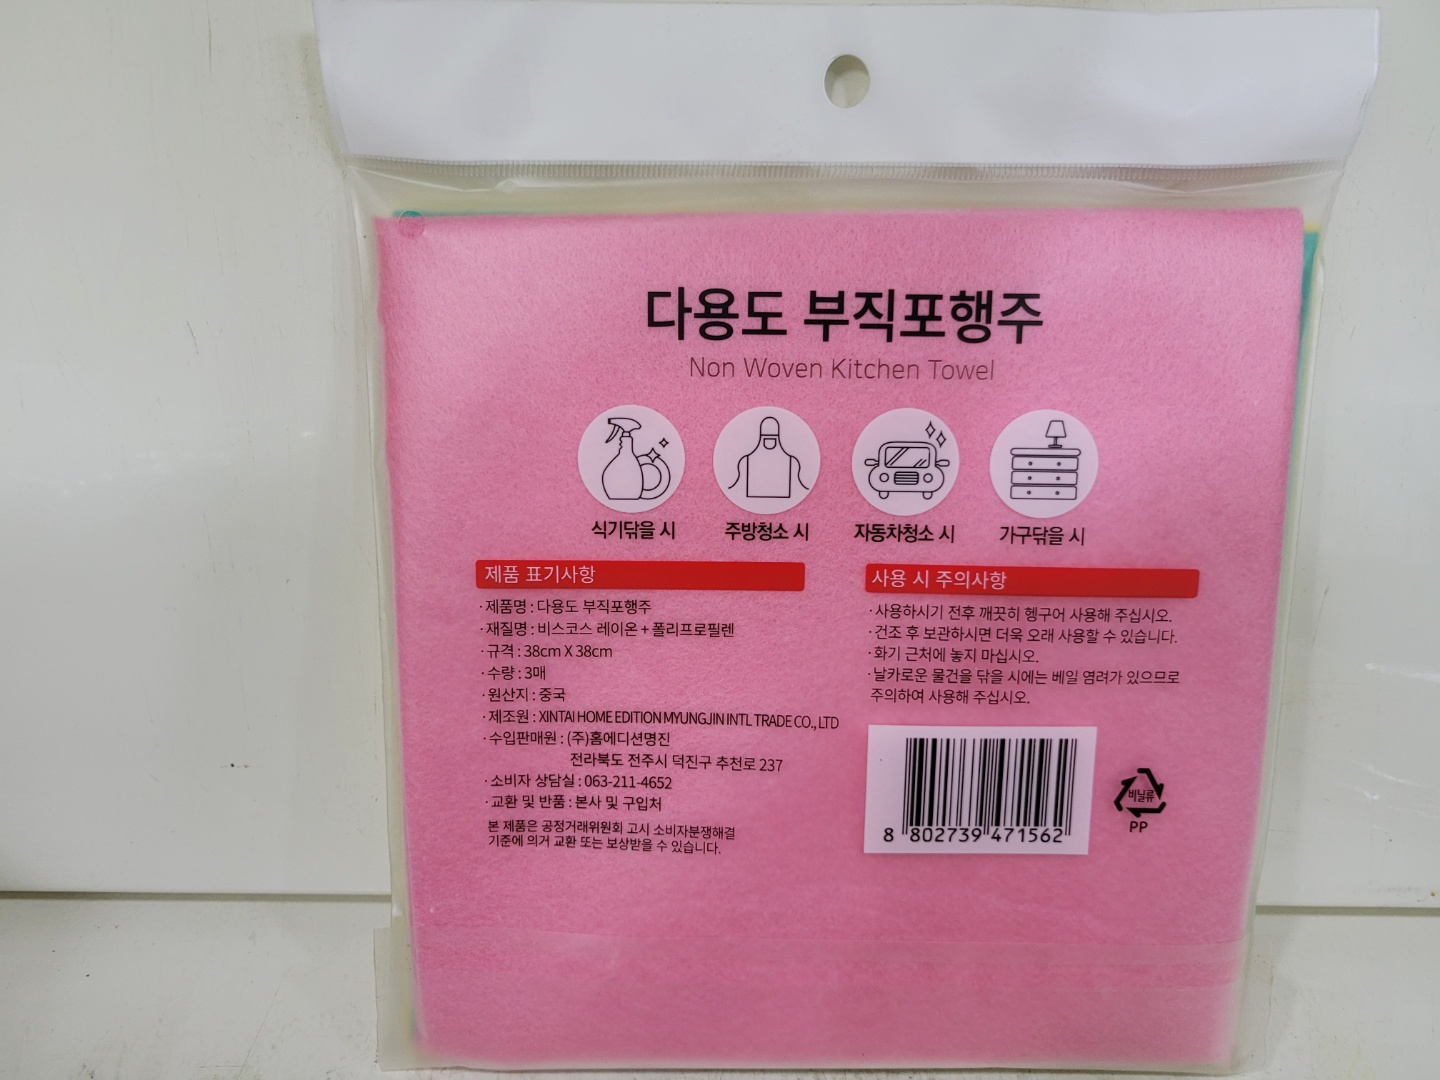 다용도 부직포행주
Non Woven Kitchen Towel
식기닦을 시
주방청소 시
자동차청소 시
가구닦을 시
제품 표기사항
· 제품명 : 다용도 부직포행주
· 재질명 : 비스코스 레이온 + 폴리프로필렌
· 규격 : 38cm X 38cm
· 수량 : 3매
· 원산지 : 중국
· 제조원 : XINTAI HOME EDITION MYUNGJIN INTL TRADE CO., LTD
· 수입판매원 : (주)홈에디션명진
전라북도 전주시 덕진구 추천로 237
· 소비자 상담실 : 063-211-4652
· 교환 및 반품 : 본사 및 구입처
본 제품은 공정거래위원회 고시 소비자분쟁해결
기준에 의거 교환 또는 보상받을 수 있습니다.
사용 시 주의사항
· 사용하시기 전후 깨끗히 헹구어 사용해 주십시오.
· 건조 후 보관하시면 더욱 오래 사용할 수 있습니다.
· 화기 근처에 놓지 마십시오.
· 날카로운 물건을 닦을 시에는 베일 염려가 있으므로
주의하여 사용해 주십시오.
8 802739 471562
비닐류
PP